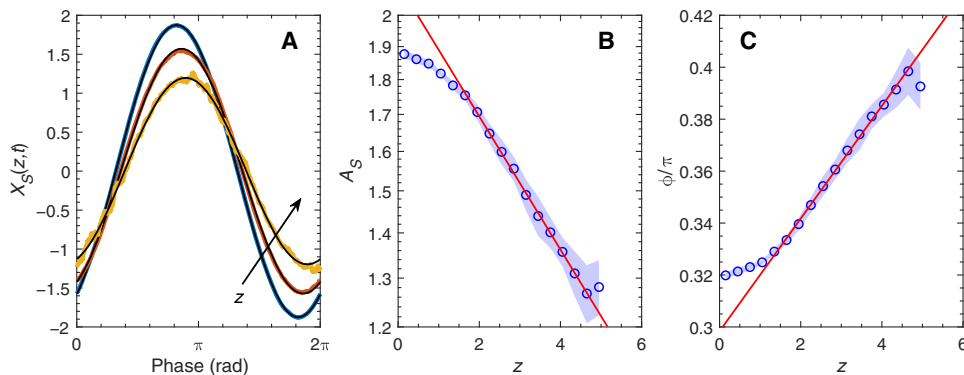 A
X_S(z,t)
2
1.5
1
0.5
0
−0.5
−1
−1.5
−2
z
0
π
2π
Phase (rad)
B
A_S
1.9
1.8
1.7
1.6
1.5
1.4
1.3
1.2
0
2
4
6
z
C
ϕ/π
0.42
0.4
0.38
0.36
0.34
0.32
0.3
0
2
4
6
z